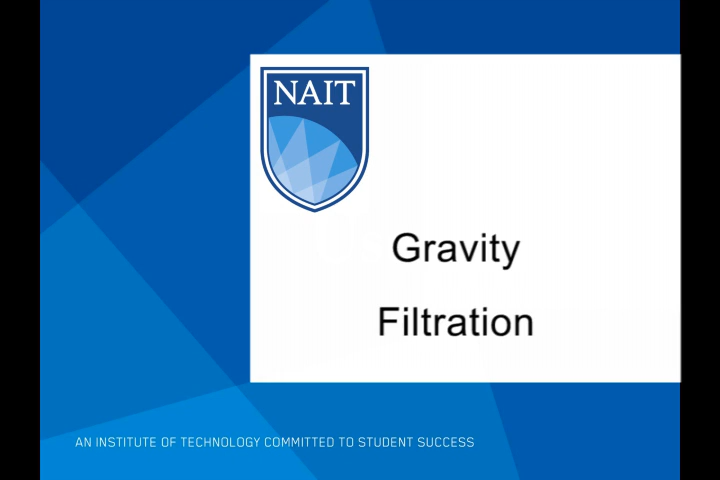 NAIT
Gravity
Filtration
AN INSTITUTE OF TECHNOLOGY COMMITTED TO STUDENT SUCCESS